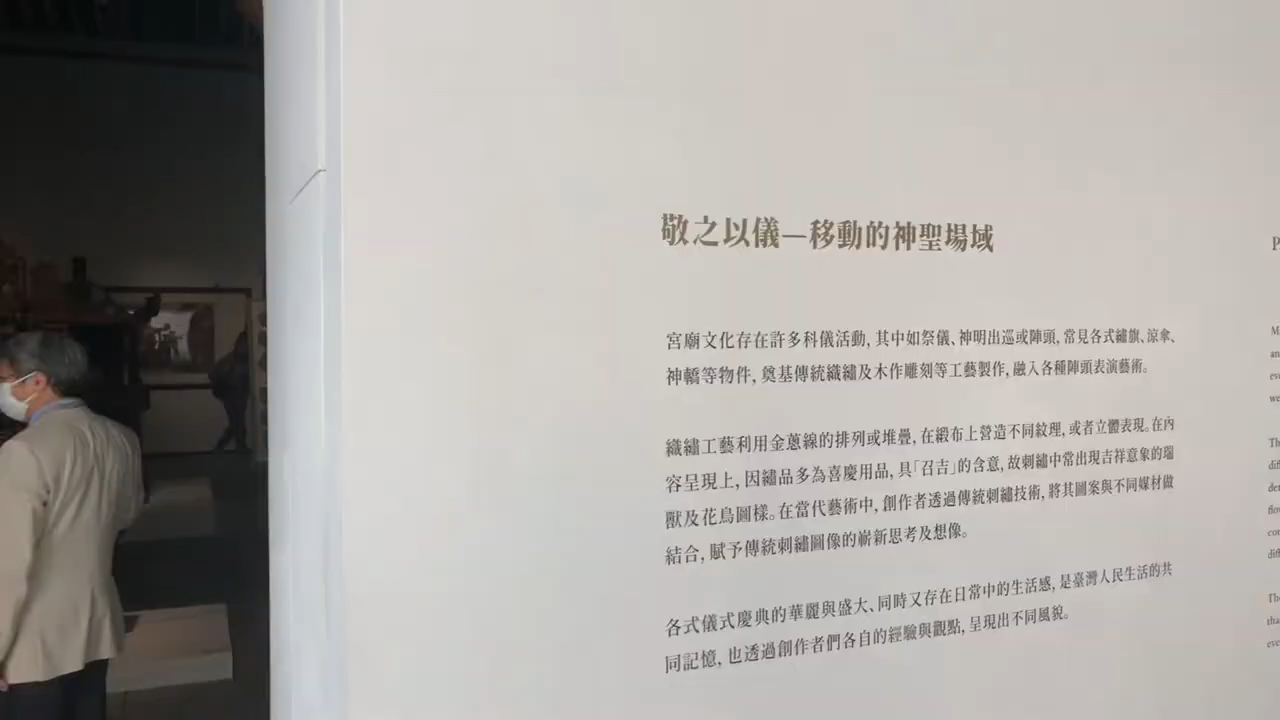 敬之以儀—移動的神聖場域
宮廟文化存在許多科儀活動,其中如祭儀、神明出巡或陣頭,常見各式繡旗、涼傘、
神轎等物件,奠基傳統織繡及木作雕刻等工藝製作,融入各種陣頭表演藝術。
織繡工藝利用金蔥線的排列或堆疊,在緞布上營造不同紋理,或者立體表現。在內
容呈現上,因繡品多為喜慶用品,具「召吉」的含意,故刺繡中常出現吉祥意象的瑞
獸及花鳥圖樣。在當代藝術中,創作者透過傳統刺繡技術,將其圖案與不同媒材做
結合,賦予傳統刺繡圖像的嶄新思考及想像。
各式儀式慶典的華麗與盛大、同時又存在日常中的生活感,是臺灣人民生活的共
同記憶,也透過創作者們各自的經驗與觀點,呈現出不同風貌。